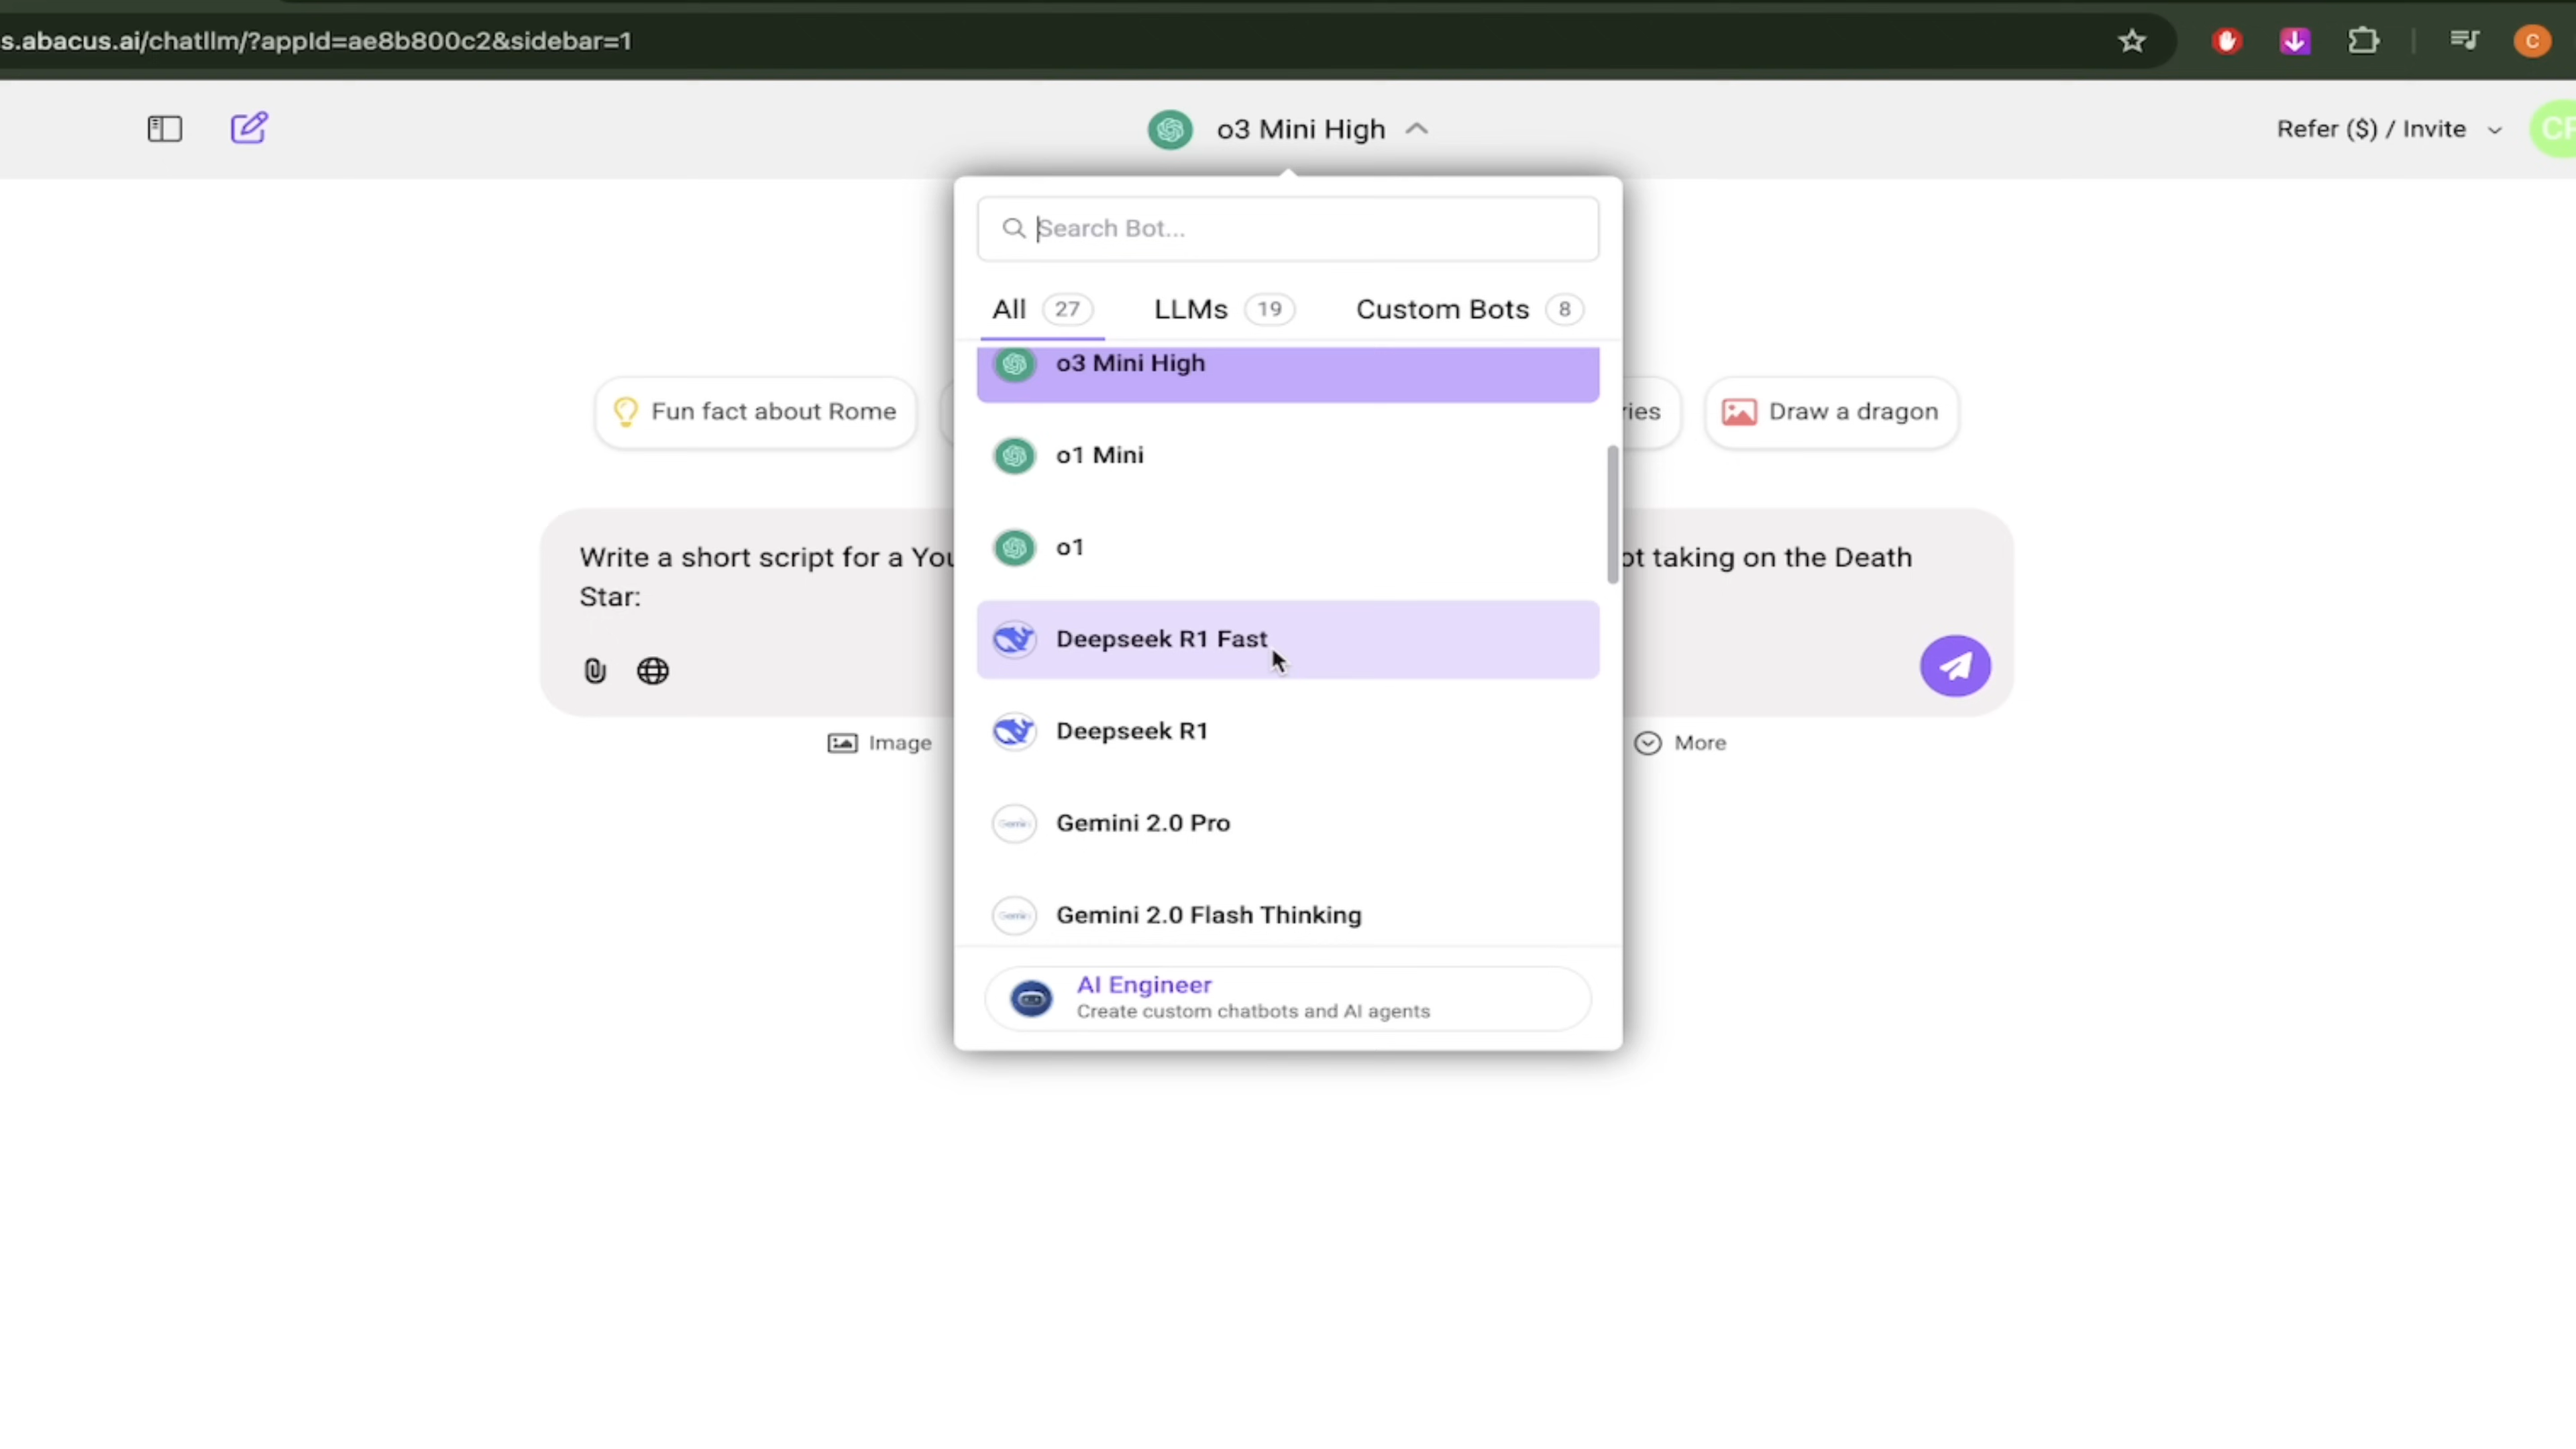 s.abacus.ai/chatllm/?appId=ae8b800c2&sidebar=1
C
o3 Mini High
Refer ($) / Invite
Search Bot...
All 27 LLMs 19 Custom Bots 8
o3 Mini High
Fun fact about Rome
ries
Draw a dragon
o1 Mini
o1
Write a short script for a You
ot taking on the Death
Star:
Deepseek R1 Fast
Deepseek R1
Image
More
Gemini 2.0 Pro
Gemini 2.0 Flash Thinking
AI Engineer
Create custom chatbots and AI agents